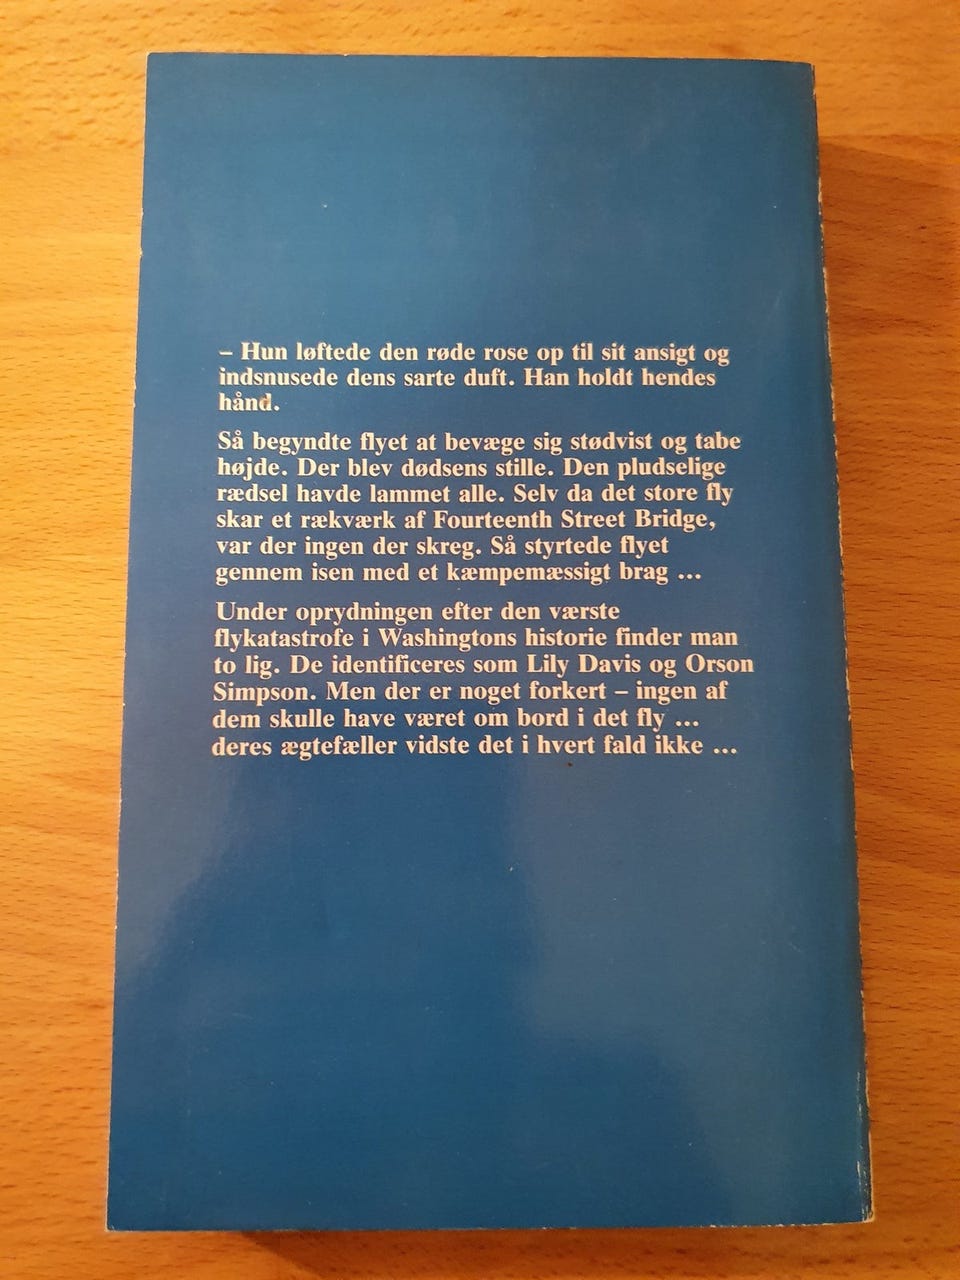 – Hun løftede den røde rose op til sit ansigt og
indsnusede dens sarte duft. Han holdt hendes
hånd.
Så begyndte flyet at bevæge sig stødvist og tabe
højde. Der blev dødsens stille. Den pludselige
rædsel havde lammet alle. Selv da det store fly
skar et rækværk af Fourteenth Street Bridge,
var der ingen der skreg. Så styrtede flyet
gennem isen med et kæmpemæssigt brag ...
Under oprydningen efter den værste
flykatastrofe i Washingtons historie finder man
to lig. De identificeres som Lily Davis og Orson
Simpson. Men der er noget forkert – ingen af
dem skulle have været om bord i det fly ...
deres ægtefæller vidste det i hvert fald ikke ...